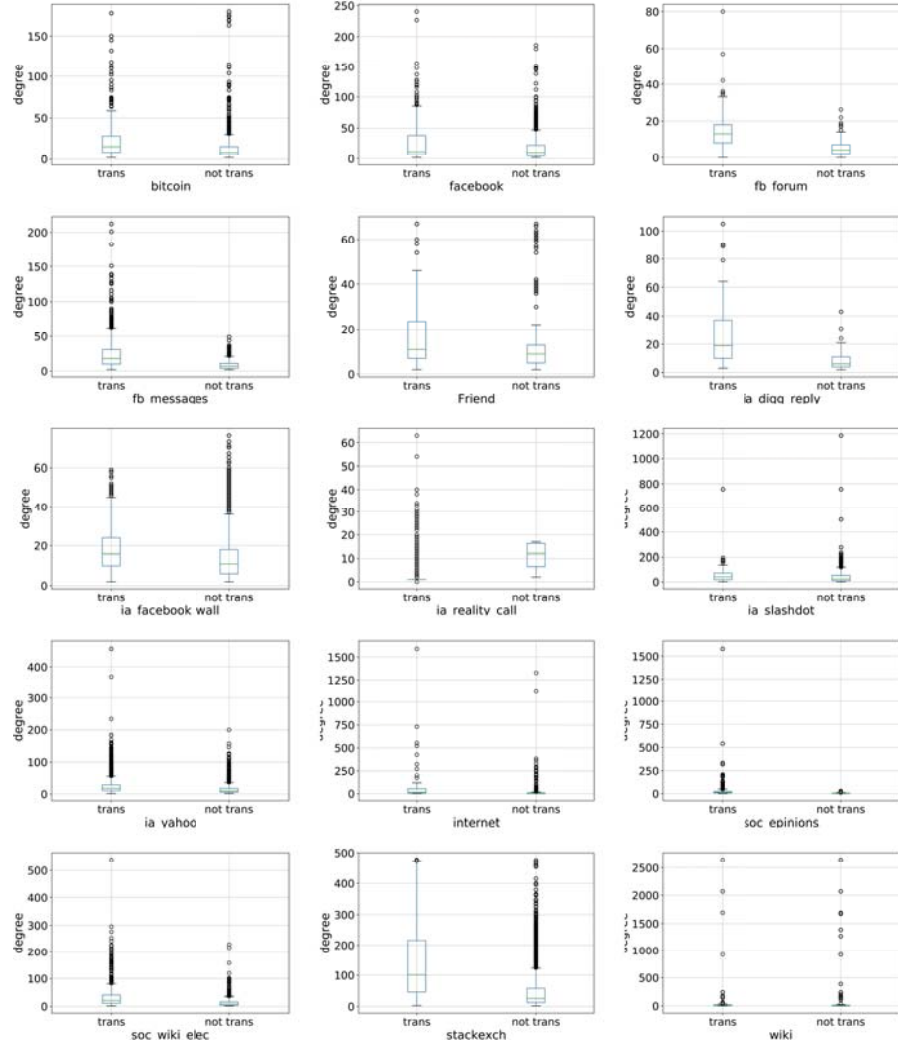 150
100
50
0
degree
trans not trans
bitcoin
250
200
150
100
50
0
degree
trans not trans
facebook
80
60
40
20
0
degree
trans not trans
fb forum
200
150
100
50
0
degree
trans not trans
fb messages
60
40
20
0
degree
trans not trans
Friend
100
80
60
40
20
0
degree
trans not trans
ia digg reply
60
40
20
0
degree
trans not trans
ia facebook wall
60
50
40
30
20
10
0
degree
trans not trans
ia reality call
1200
1000
800
600
400
200
0
degree
trans not trans
ia slashdot
400
300
200
100
0
degree
trans not trans
ia yahoo
1500
1250
1000
750
500
250
0
degree
trans not trans
internet
1500
1250
1000
750
500
250
0
degree
trans not trans
soc epinions
500
400
300
200
100
0
degree
trans not trans
soc wiki elec
500
400
300
200
100
0
degree
trans not trans
stackexch
2500
2000
1500
1000
500
0
degree
trans not trans
wiki